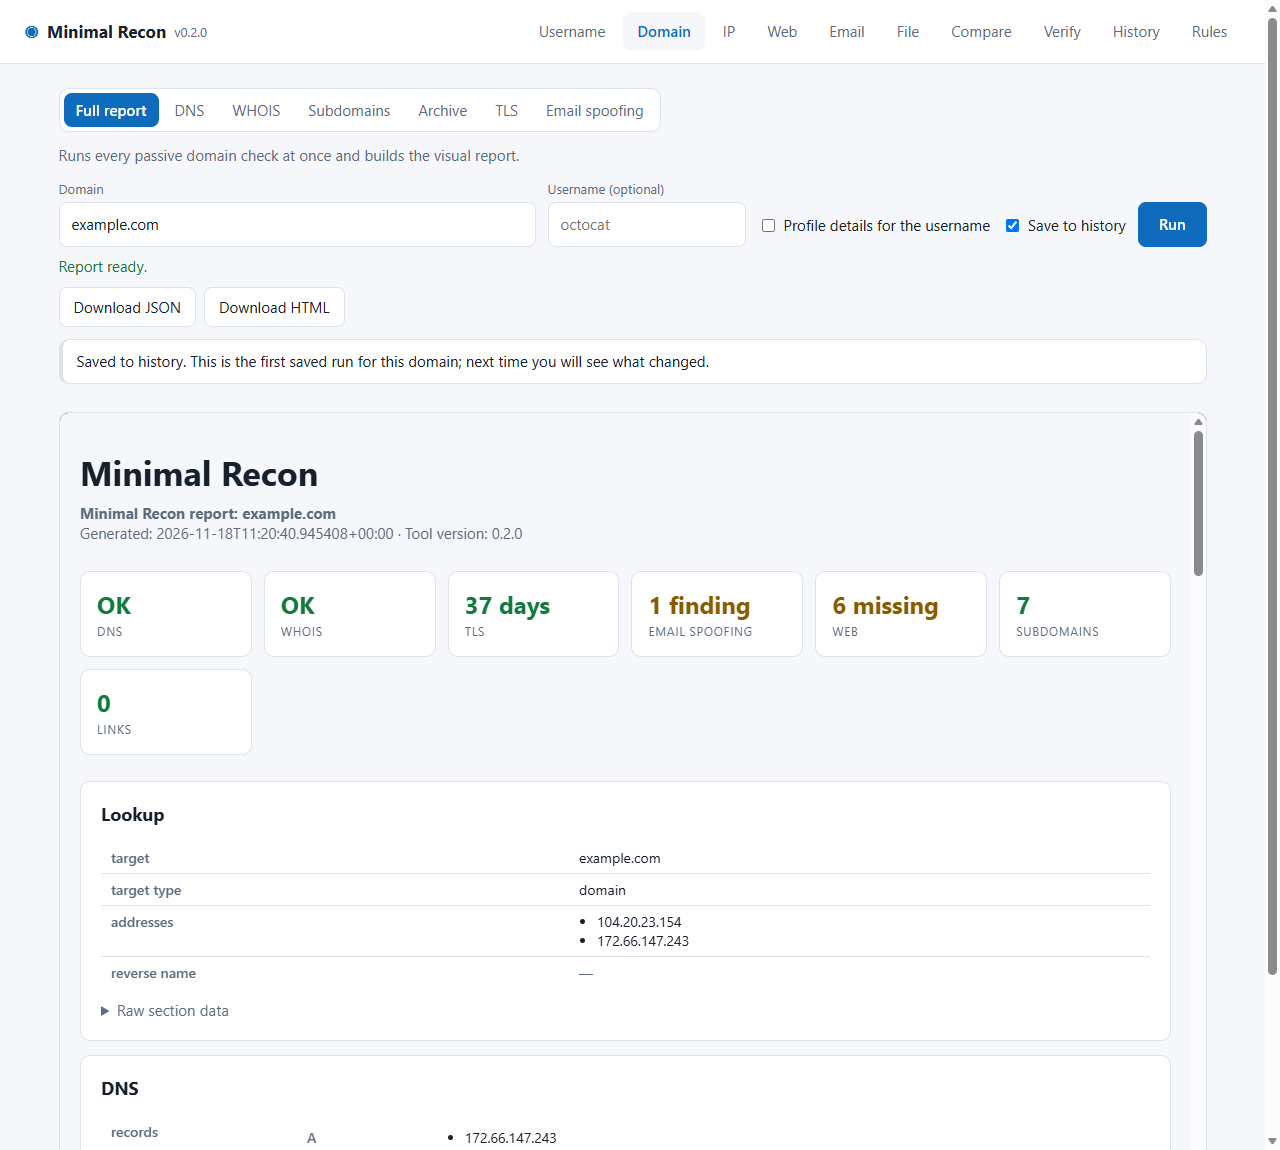 Minimal Recon v0.2.0
Username Domain IP Web Email File Compare Verify History Rules
Full report DNS WHOIS Subdomains Archive TLS Email spoofing
Runs every passive domain check at once and builds the visual report.
Domain
Username (optional)
example.com
octocat
Profile details for the username
Save to history
Run
Report ready.
Download JSON
Download HTML
Saved to history. This is the first saved run for this domain; next time you will see what changed.
Minimal Recon
Minimal Recon report: example.com
Generated: 2026-11-18T11:20:40.945408+00:00 · Tool version: 0.2.0
OK
DNS
OK
WHOIS
37 days
TLS
1 finding
EMAIL SPOOFING
6 missing
WEB
7
SUBDOMAINS
0
LINKS
Lookup
target example.com
target type domain
addresses • 104.20.23.154
• 172.66.147.243
reverse name —
Raw section data
DNS
records A • 172.66.147.243